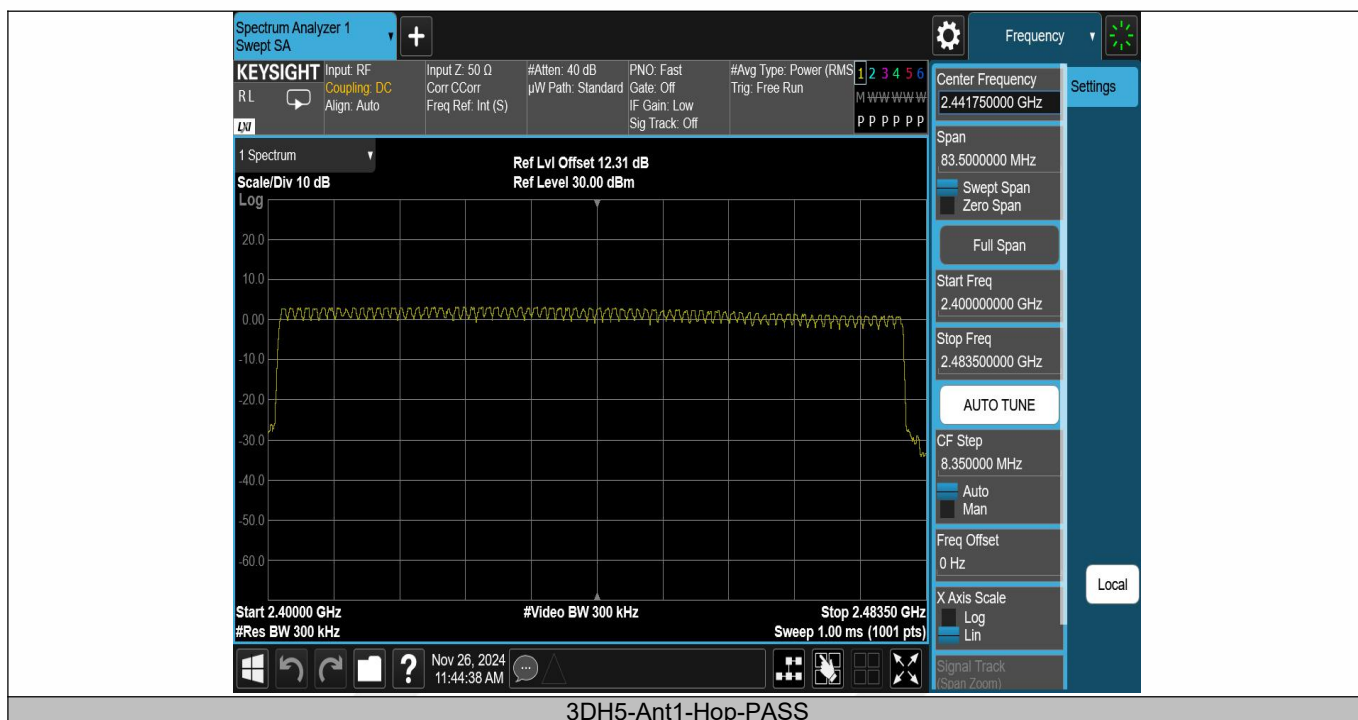 Spectrum Analyzer 1
Swept SA
+
Frequency
KEYSIGHT
RL
LXI
Input: RF
Coupling: DC
Align: Auto
Input Z: 50 Ω
Corr CCorr
Freq Ref: Int (S)
#Atten: 40 dB
µW Path: Standard
PNO: Fast
Gate: Off
IF Gain: Low
Sig Track: Off
#Avg Type: Power (RMS
Trig: Free Run
1 2 3 4 5 6
M W W W W W
P P P P P P
1 Spectrum
Scale/Div 10 dB
Log
Ref Lvl Offset 12.31 dB
Ref Level 30.00 dBm
20.0
10.0
0.00
-10.0
-20.0
-30.0
-40.0
-50.0
-60.0
Start 2.40000 GHz
#Res BW 300 kHz
#Video BW 300 kHz
Stop 2.48350 GHz
Sweep 1.00 ms (1001 pts)
Center Frequency
2.441750000 GHz
Settings
Span
83.5000000 MHz
Swept Span
Zero Span
Full Span
Start Freq
2.400000000 GHz
Stop Freq
2.483500000 GHz
AUTO TUNE
CF Step
8.350000 MHz
Auto
Man
Freq Offset
0 Hz
X Axis Scale
Log
Lin
Signal Track
(Span Zoom)
Local
?
Nov 26, 2024
11:44:38 AM
3DH5-Ant1-Hop-PASS